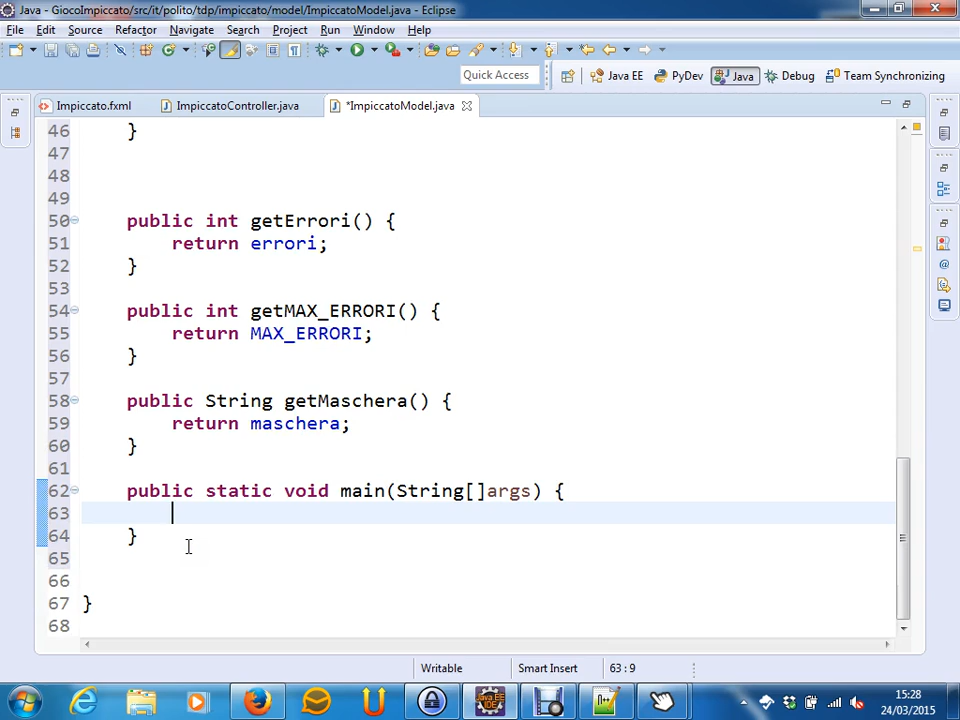 Java - GiocoImpiccato/src/it/polito/tdp/impiccato/model/ImpiccatoModel.java - Eclipse
File Edit Source Refactor Navigate Search Project Run Window Help
Quick Access Java EE PyDev Java Debug Team Synchronizing
Impiccato.fxml ImpiccatoController.java *ImpiccatoModel.java
46 }
47
48
49
50 public int getErrori() {
51 return errori;
52 }
53
54 public int getMAX_ERRORI() {
55 return MAX_ERRORI;
56 }
57
58 public String getMaschera() {
59 return maschera;
60 }
61
62 public static void main(String[]args) {
63
64 }
65
66
67 }
68
Writable Smart Insert 63 : 9
15:28
24/03/2015